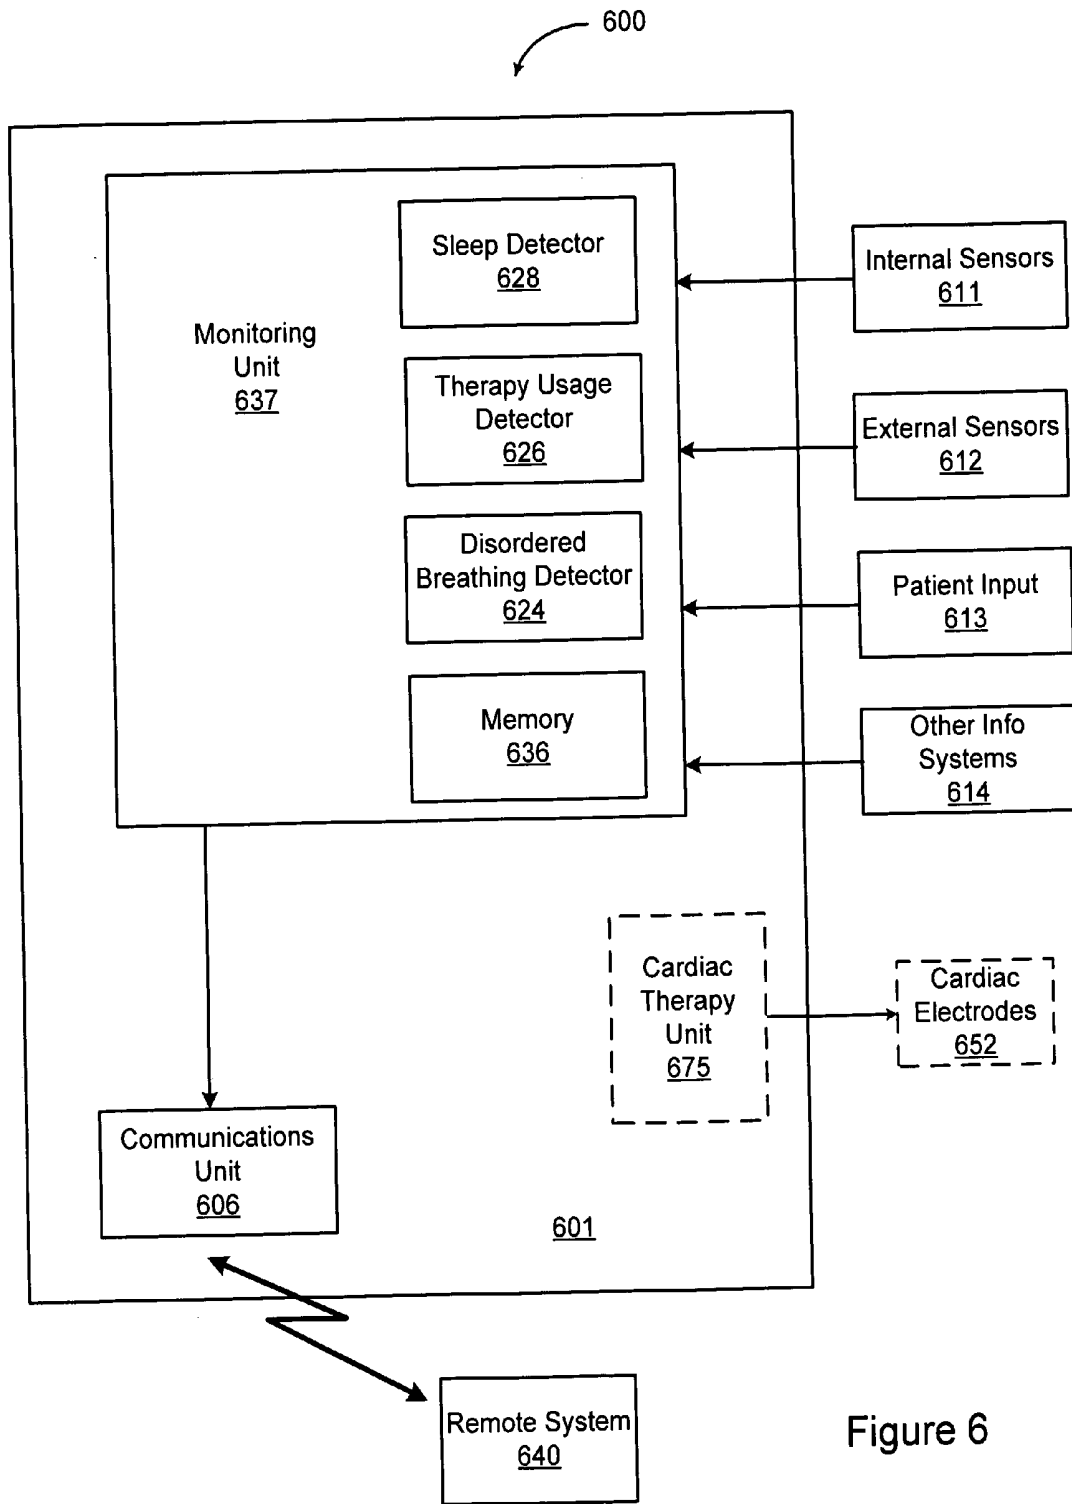 600
Sleep Detector
628
Internal Sensors
611
Monitoring
Unit
637
Therapy Usage
Detector
626
External Sensors
612
Disordered
Breathing Detector
624
Patient Input
613
Memory
636
Other Info
Systems
614
Cardiac
Therapy
Unit
675
Cardiac
Electrodes
652
Communications
Unit
606
601
Remote System
640
Figure 6